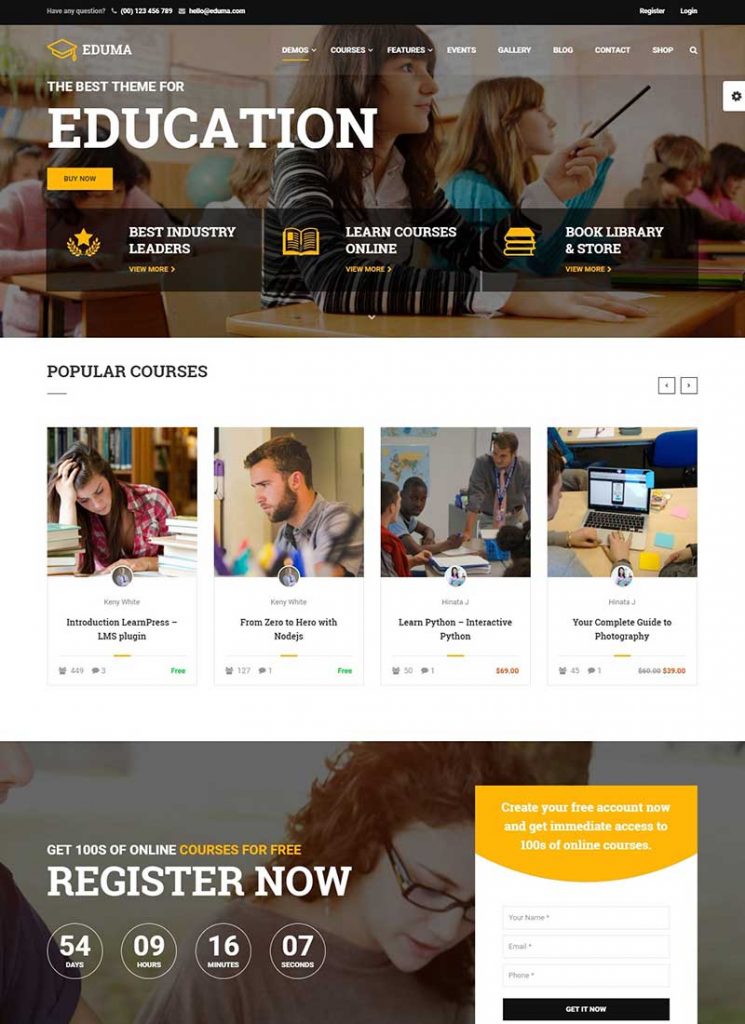 Have any question? (00) 123 456 789 hello@eduma.com Register Login
EDUMA DEMOS COURSES FEATURES EVENTS GALLERY BLOG CONTACT SHOP
THE BEST THEME FOR
EDUCATION
BUY NOW
BEST INDUSTRY
LEADERS
VIEW MORE
LEARN COURSES
ONLINE
VIEW MORE
BOOK LIBRARY
& STORE
VIEW MORE
POPULAR COURSES
Keny White
Introduction LearnPress –
LMS plugin
449 3 Free
Keny White
From Zero to Hero with
Nodejs
127 1 Free
Hinata J
Learn Python – Interactive
Python
50 1 $69.00
Hinata J
Your Complete Guide to
Photography
45 1 $60.00 $39.00
GET 100S OF ONLINE COURSES FOR FREE
REGISTER NOW
54 09 16 07
DAYS HOURS MINUTES SECONDS
Create your free account now
and get immediate access to
100s of online courses.
Your Name *
Email *
Phone *
GET IT NOW